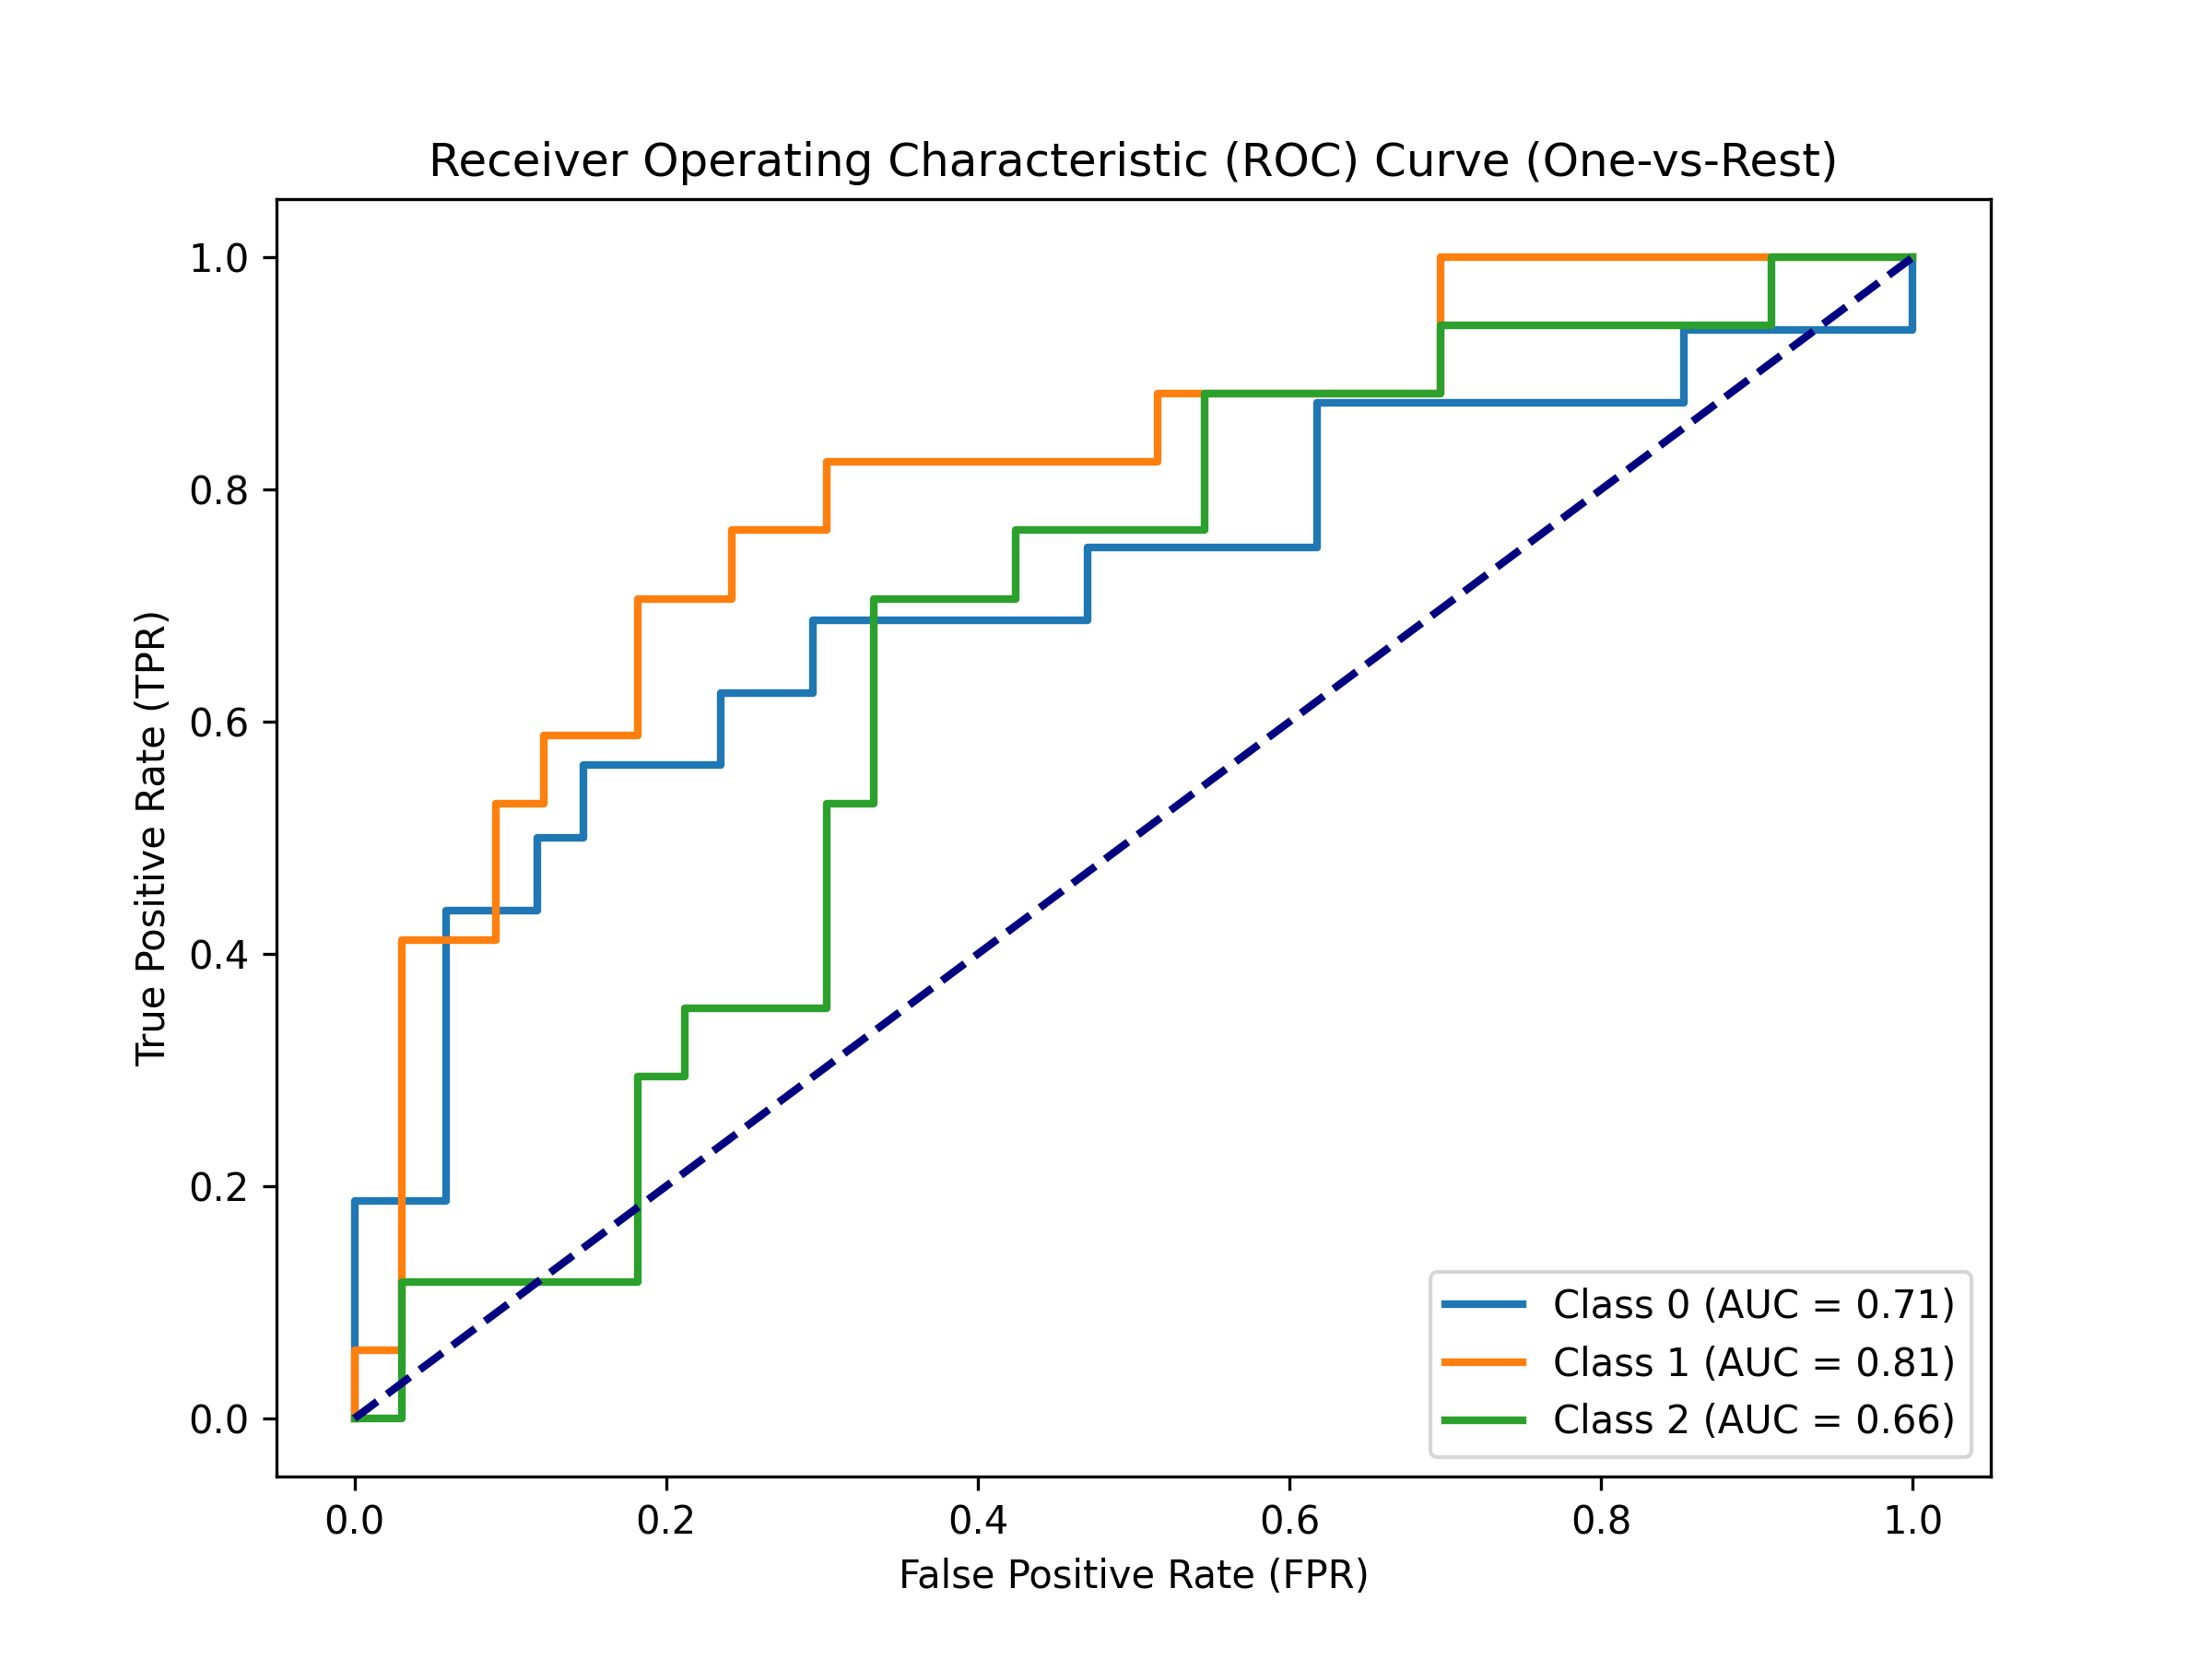 Receiver Operating Characteristic (ROC) Curve (One-vs-Rest)
True Positive Rate (TPR)
1.0
0.8
0.6
0.4
0.2
0.0
Class 0 (AUC = 0.71)
Class 1 (AUC = 0.81)
Class 2 (AUC = 0.66)
0.0 0.2 0.4 0.6 0.8 1.0
False Positive Rate (FPR)